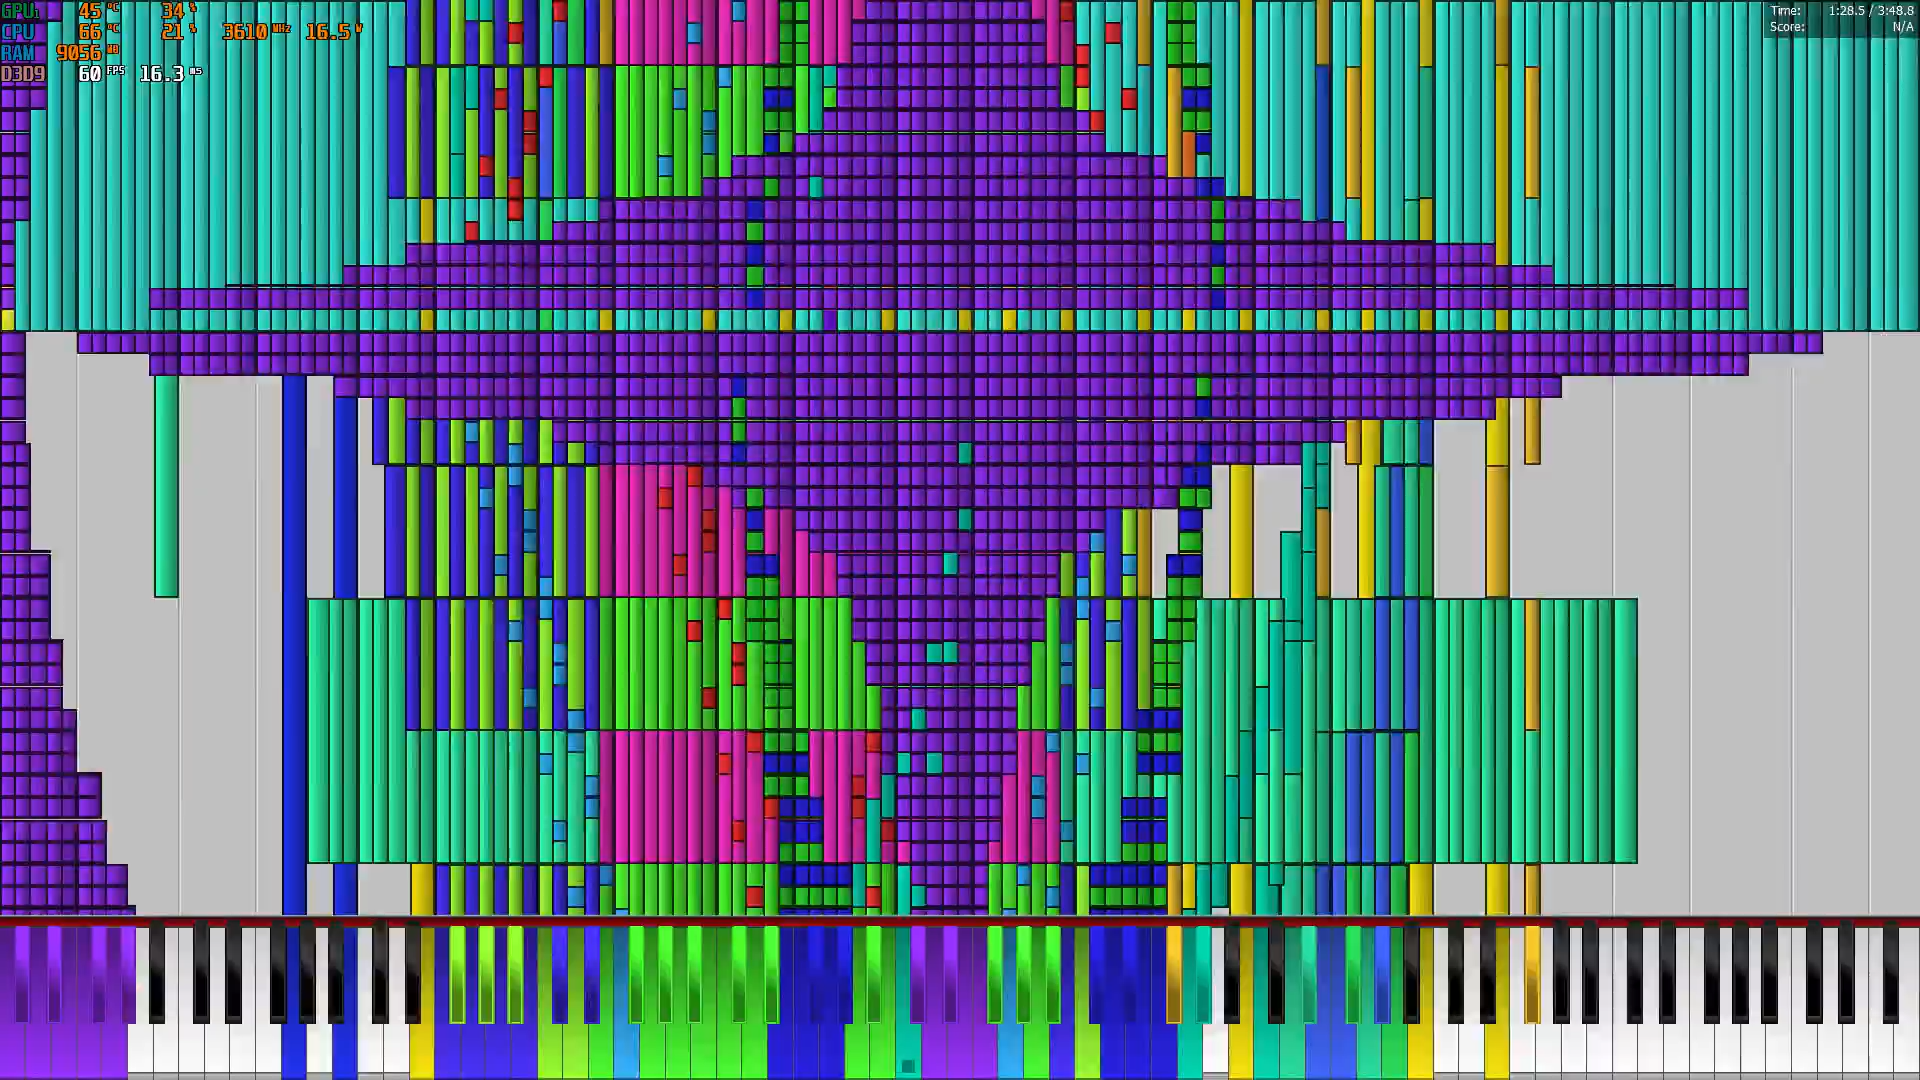 GPU1 45 °C 34 %
CPU 66 °C 21 % 3610 MHz 16.5 W
RAM 9056 MB
D3D9 60 FPS 16.3 ms
Time: 1:28.5 / 3:48.8
Score: N/A